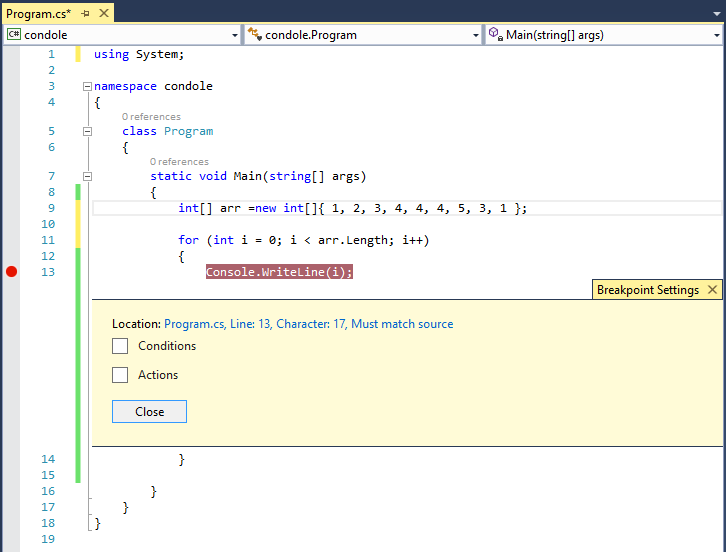 Program.cs*
C# condole
condole.Program
Main(string[] args)
1 using System;
2
3 namespace condole
4 {
0 references
5 class Program
6 {
0 references
7 static void Main(string[] args)
8 {
9 int[] arr =new int[]{ 1, 2, 3, 4, 4, 4, 5, 3, 1 };
10
11 for (int i = 0; i < arr.Length; i++)
12 {
13 Console.WriteLine(i);
Breakpoint Settings
Location: Program.cs, Line: 13, Character: 17, Must match source
Conditions
Actions
Close
14 }
15
16 }
17 }
18 }
19